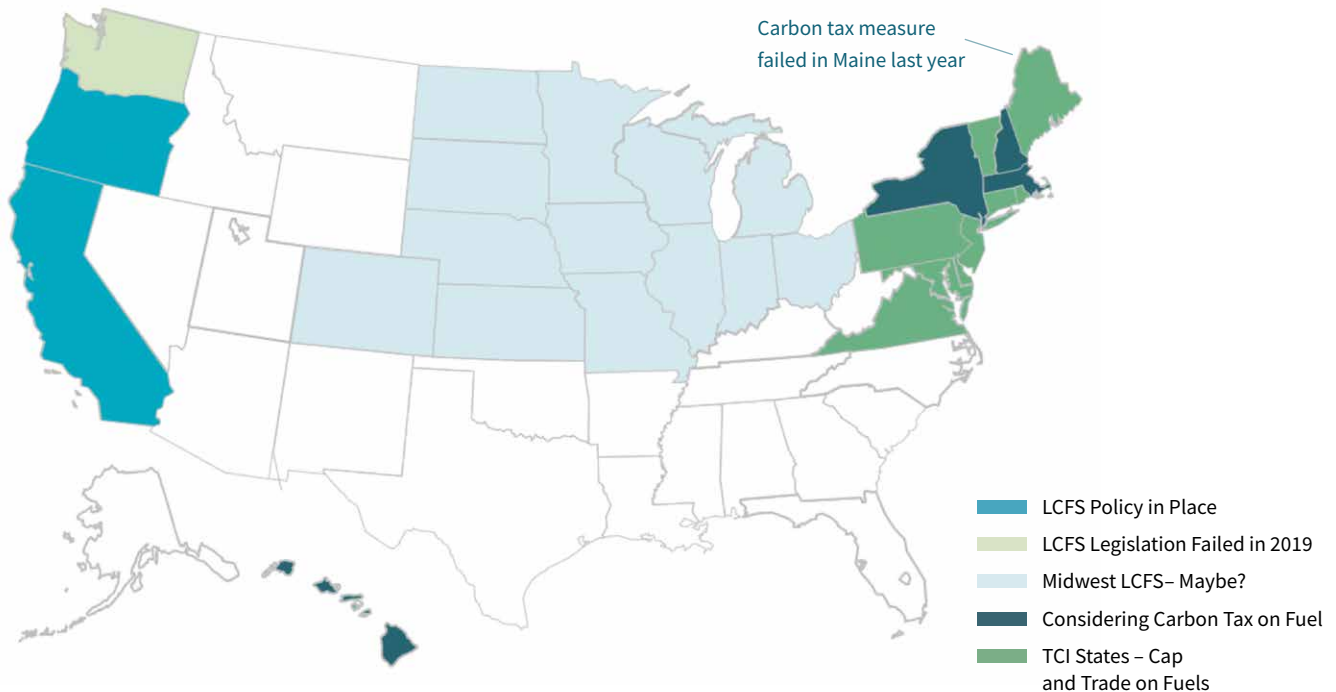 Carbon tax measure
failed in Maine last year
LCFS Policy in Place
LCFS Legislation Failed in 2019
Midwest LCFS– Maybe?
Considering Carbon Tax on Fuel
TCI States – Cap
and Trade on Fuels